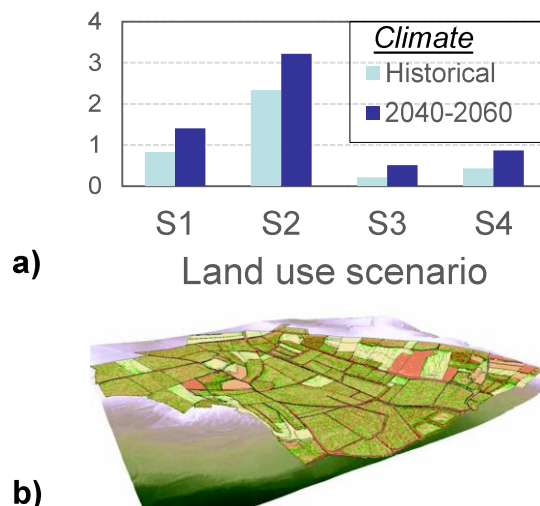 4
3
2
1
0
Climate
Historical
2040-2060
S1 S2 S3 S4
Land use scenario
a)
b)